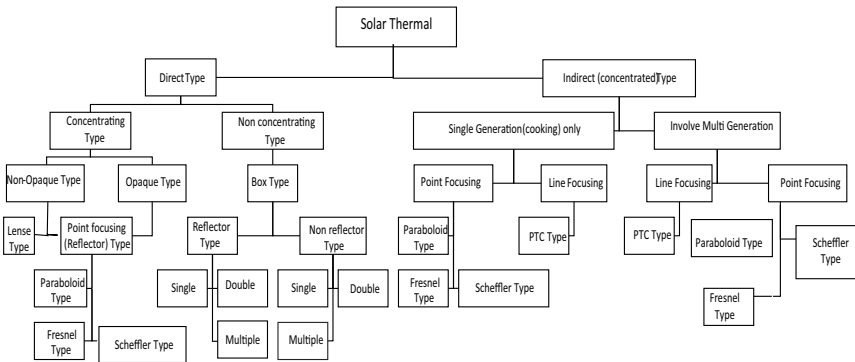 Solar Thermal
Direct Type
Indirect (concentrated)Type
Concentrating
Type
Non concentrating
Type
Single Generation(cooking) only
Involve Multi Generation
Non-Opaque Type
Opaque Type
Box Type
Point Focusing
Line Focusing
Line Focusing
Point Focusing
Lense
Type
Point focusing
(Reflector) Type
Reflector
Type
Non reflector
Type
Paraboloid
Type
PTC Type
PTC Type
Paraboloid Type
Scheffler
Type
Paraboloid
Type
Single
Double
Single
Double
Fresnel
Type
Scheffler Type
Fresnel
Type
Fresnel
Type
Scheffler Type
Multiple
Multiple